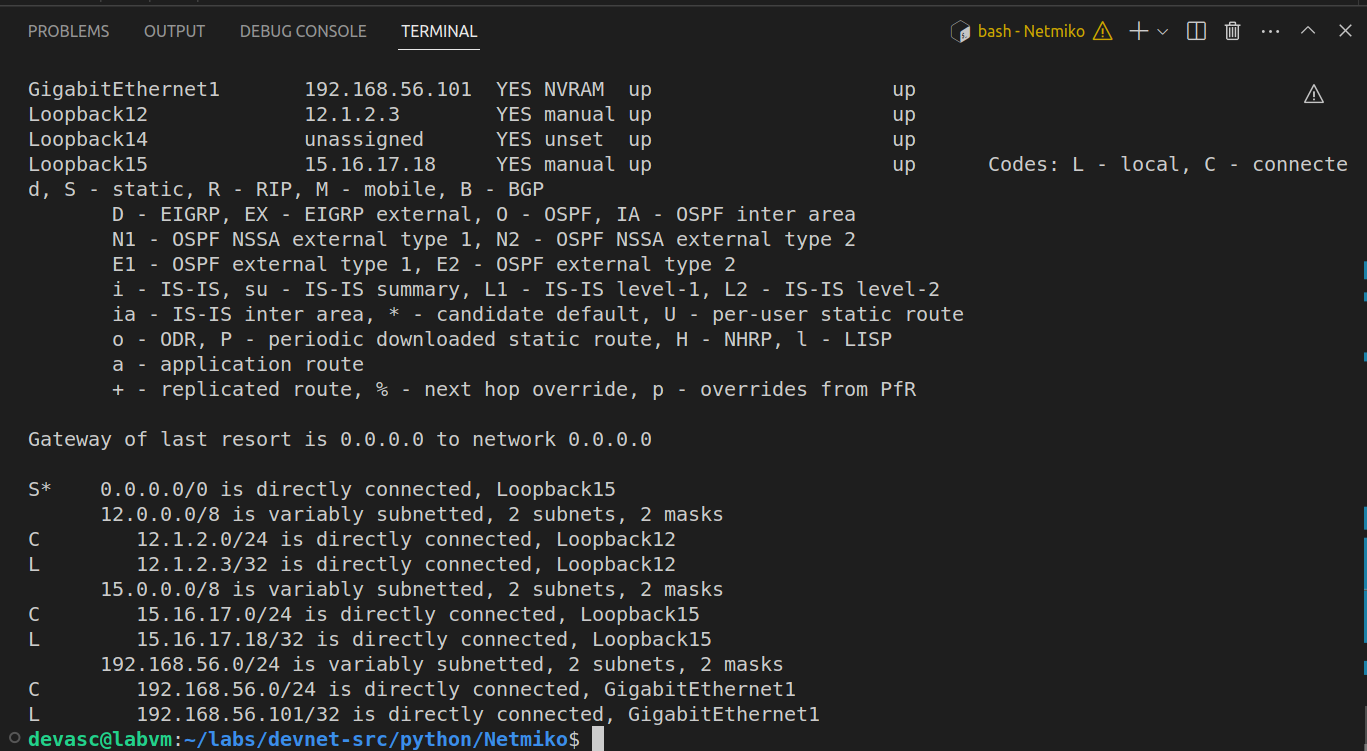 PROBLEMS OUTPUT DEBUG CONSOLE TERMINAL bash - Netmiko
GigabitEthernet1       192.168.56.101  YES NVRAM  up                    up
Loopback12             12.1.2.3        YES manual up                    up
Loopback14             unassigned      YES unset  up                    up
Loopback15             15.16.17.18     YES manual up                    up      Codes: L - local, C - connecte
d, S - static, R - RIP, M - mobile, B - BGP
       D - EIGRP, EX - EIGRP external, O - OSPF, IA - OSPF inter area
       N1 - OSPF NSSA external type 1, N2 - OSPF NSSA external type 2
       E1 - OSPF external type 1, E2 - OSPF external type 2
       i - IS-IS, su - IS-IS summary, L1 - IS-IS level-1, L2 - IS-IS level-2
       ia - IS-IS inter area, * - candidate default, U - per-user static route
       o - ODR, P - periodic downloaded static route, H - NHRP, l - LISP
       a - application route
       + - replicated route, % - next hop override, p - overrides from PfR
Gateway of last resort is 0.0.0.0 to network 0.0.0.0
S*    0.0.0.0/0 is directly connected, Loopback15
      12.0.0.0/8 is variably subnetted, 2 subnets, 2 masks
C        12.1.2.0/24 is directly connected, Loopback12
L        12.1.2.3/32 is directly connected, Loopback12
      15.0.0.0/8 is variably subnetted, 2 subnets, 2 masks
C        15.16.17.0/24 is directly connected, Loopback15
L        15.16.17.18/32 is directly connected, Loopback15
      192.168.56.0/24 is variably subnetted, 2 subnets, 2 masks
C        192.168.56.0/24 is directly connected, GigabitEthernet1
L        192.168.56.101/32 is directly connected, GigabitEthernet1
devasc@labvm:~/labs/devnet-src/python/Netmiko$